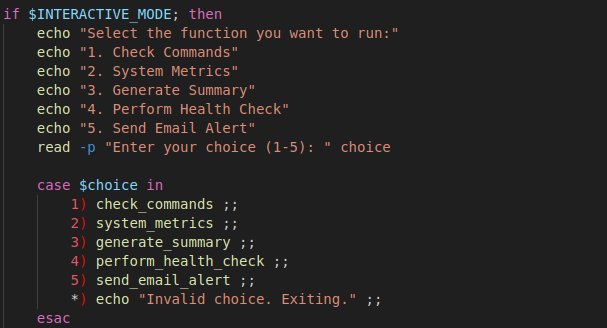 if $INTERACTIVE_MODE; then
    echo "Select the function you want to run:"
    echo "1. Check Commands"
    echo "2. System Metrics"
    echo "3. Generate Summary"
    echo "4. Perform Health Check"
    echo "5. Send Email Alert"
    read -p "Enter your choice (1-5): " choice

    case $choice in
        1) check_commands ;;
        2) system_metrics ;;
        3) generate_summary ;;
        4) perform_health_check ;;
        5) send_email_alert ;;
        *) echo "Invalid choice. Exiting." ;;
    esac